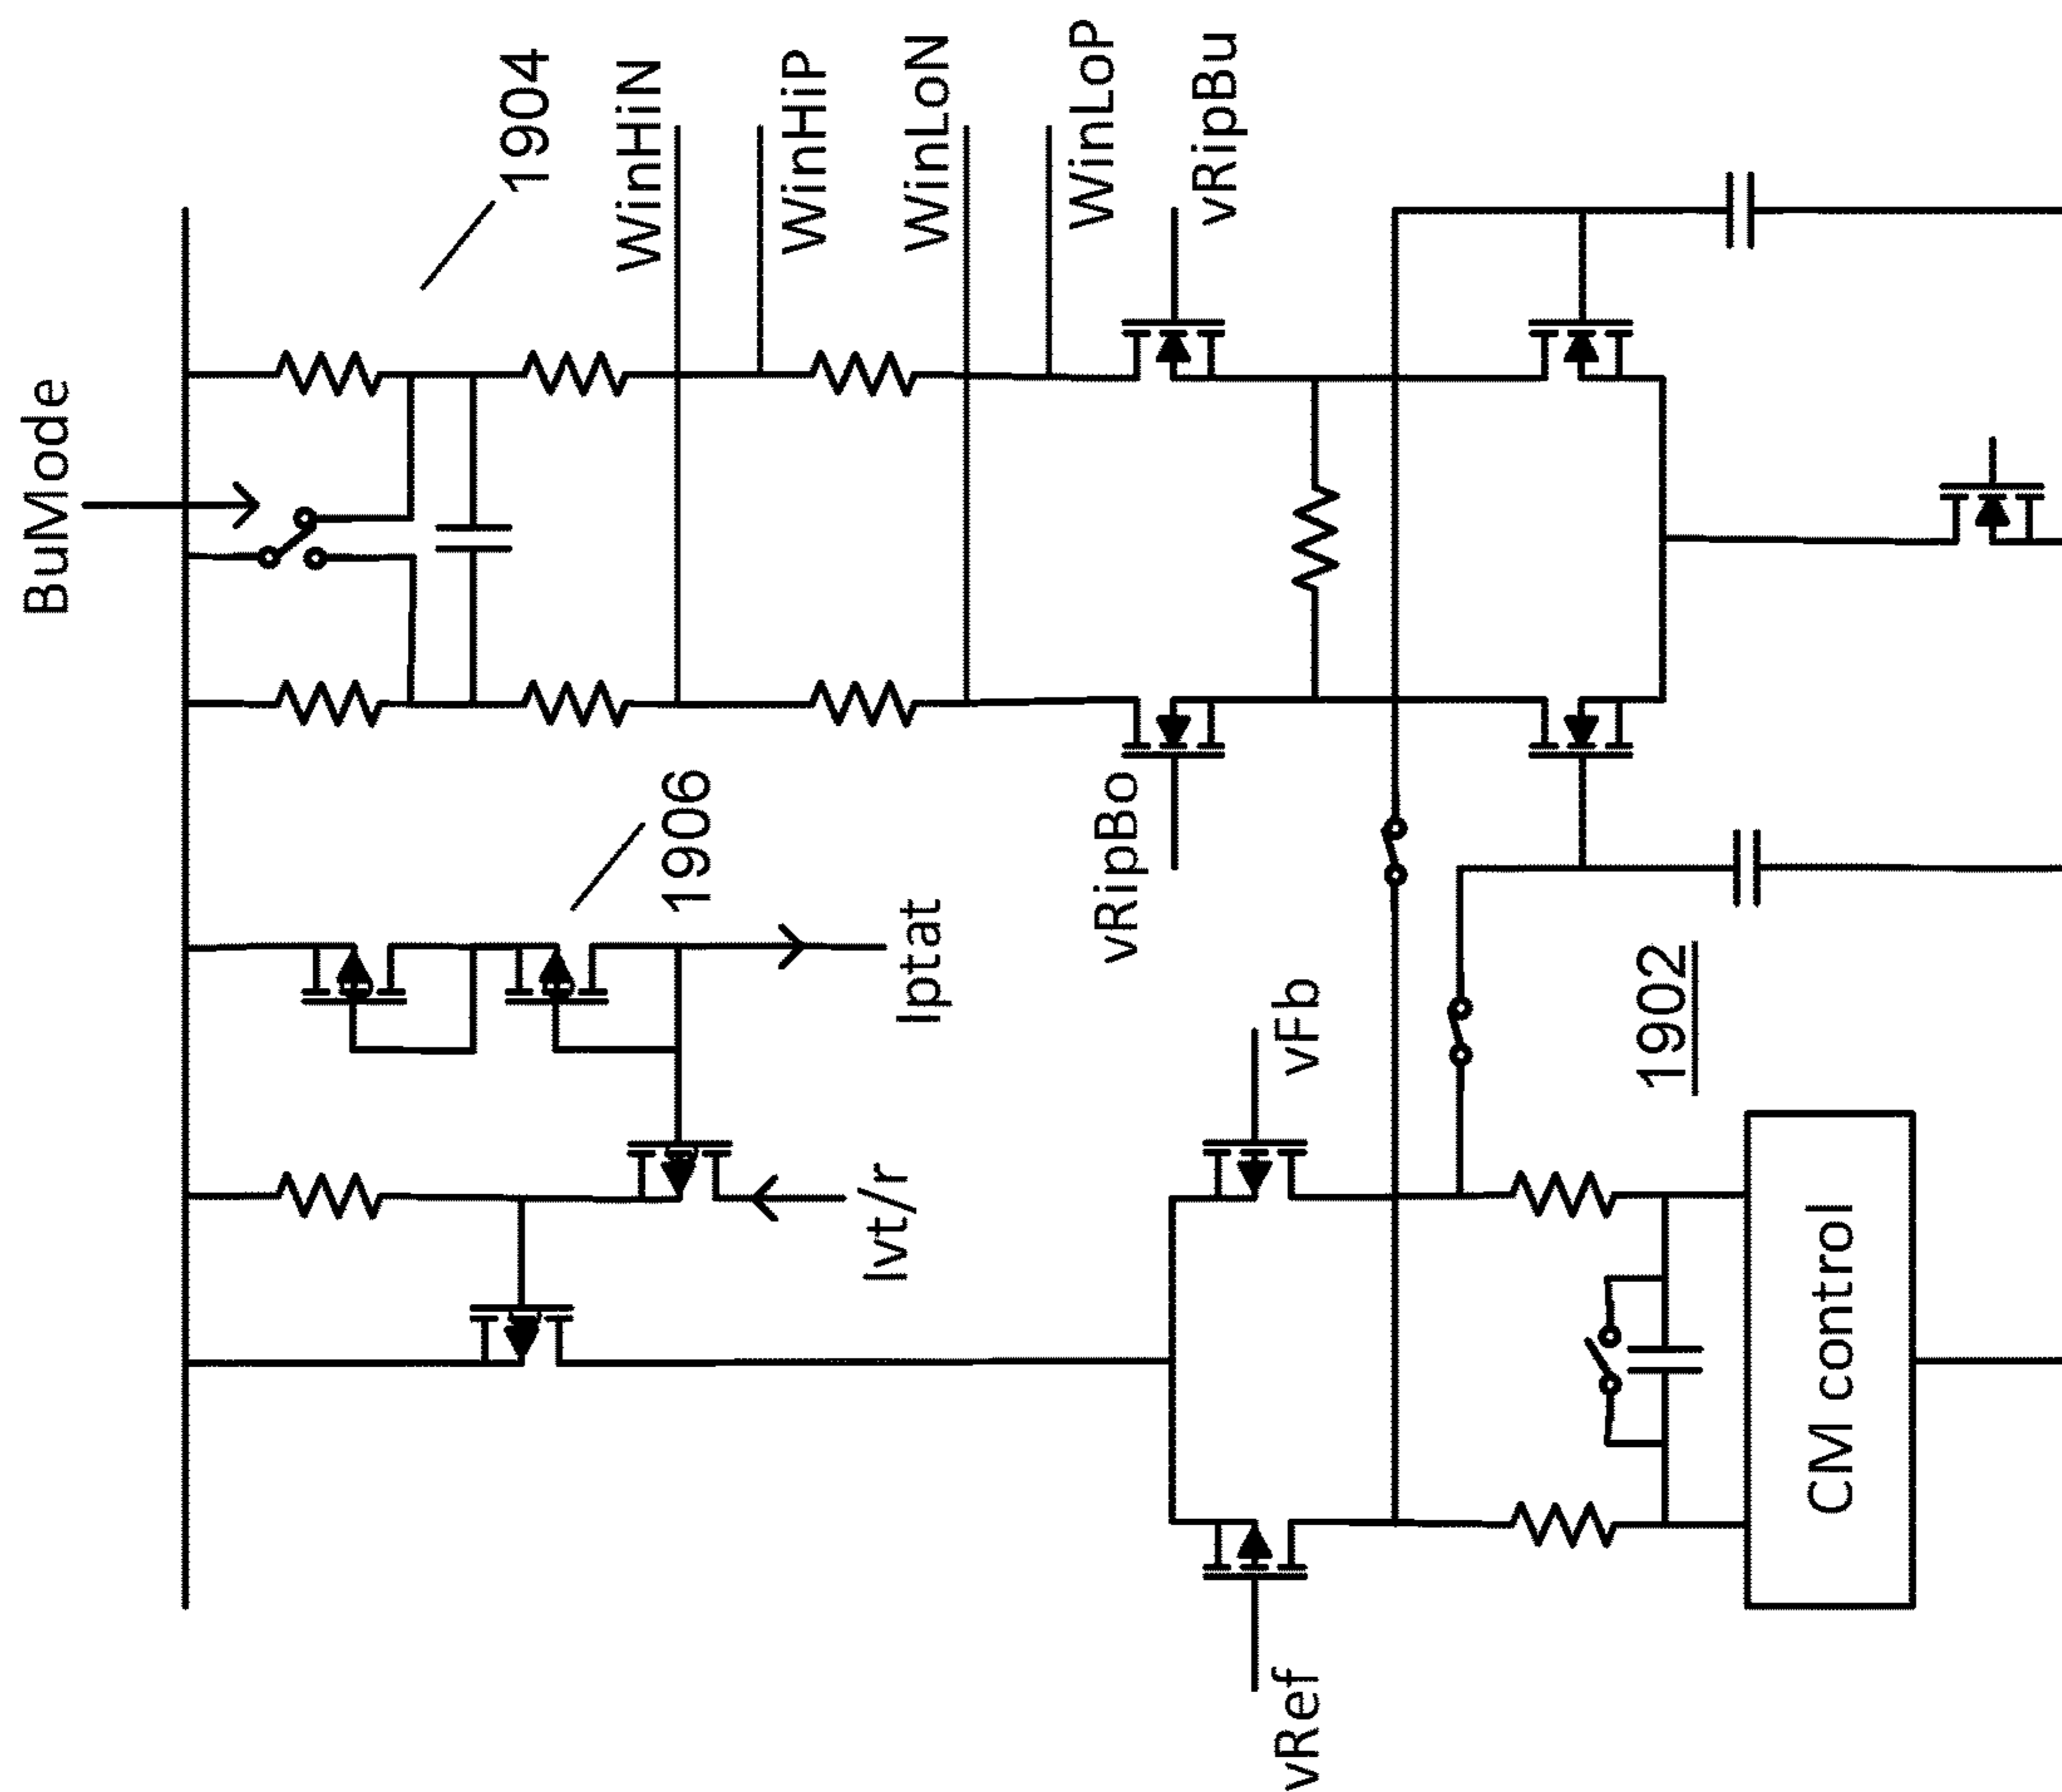 BuMode
1904
WinHiN
WinHiP
WinLoN
WinLoP
vRipBu
1906
Iptat
vRipBo
Ivt/r
vFb
1902
vRef
CM control